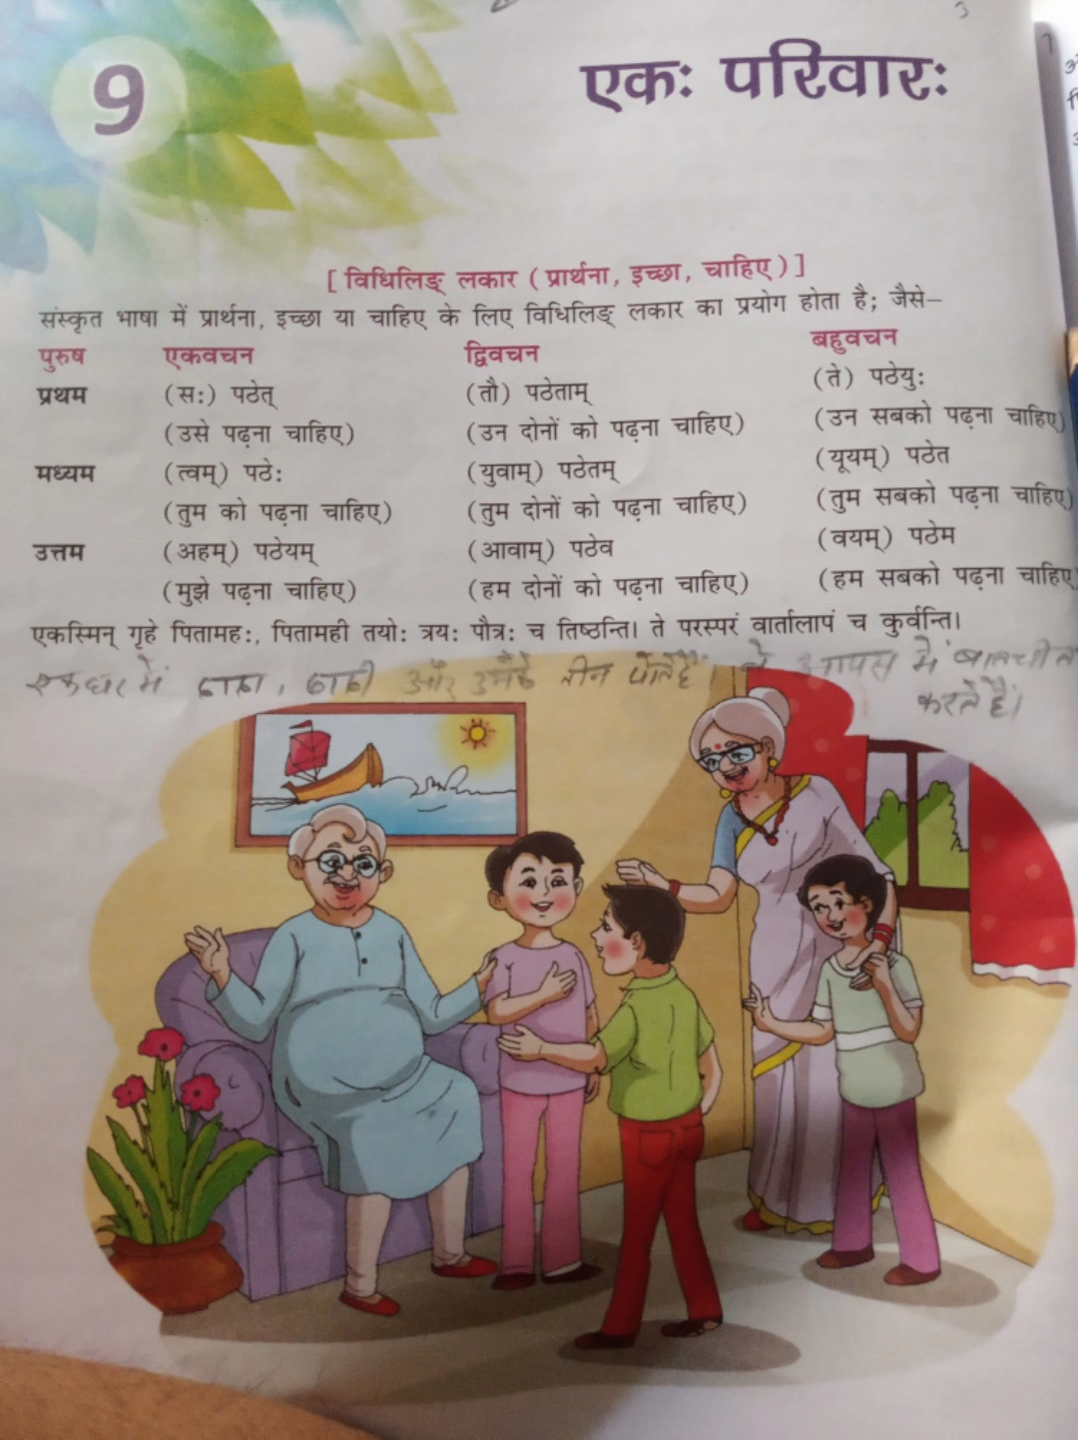 9
एकः परिवारः
[ विधिलिङ् लकार ( प्रार्थना, इच्छा, चाहिए ) ]
संस्कृत भाषा में प्रार्थना, इच्छा या चाहिए के लिए विधिलिङ् लकार का प्रयोग होता है; जैसे–
पुरुष एकवचन द्विवचन बहुवचन
प्रथम (सः) पठेत् (तौ) पठेताम् (ते) पठेयुः
(उसे पढ़ना चाहिए) (उन दोनों को पढ़ना चाहिए) (उन सबको पढ़ना चाहिए)
मध्यम (त्वम्) पठेः (युवाम्) पठेतम् (यूयम्) पठेत
(तुम को पढ़ना चाहिए) (तुम दोनों को पढ़ना चाहिए) (तुम सबको पढ़ना चाहिए)
उत्तम (अहम्) पठेयम् (आवाम्) पठेव (वयम्) पठेम
(मुझे पढ़ना चाहिए) (हम दोनों को पढ़ना चाहिए) (हम सबको पढ़ना चाहिए
एकस्मिन् गृहे पितामहः, पितामही तयोः त्रयः पौत्रः च तिष्ठन्ति। ते परस्परं वार्तालापं च कुर्वन्ति।
एक घर में दादा, दादी और उनके तीन पोते है। वे आपस में बातचीत
करते है।